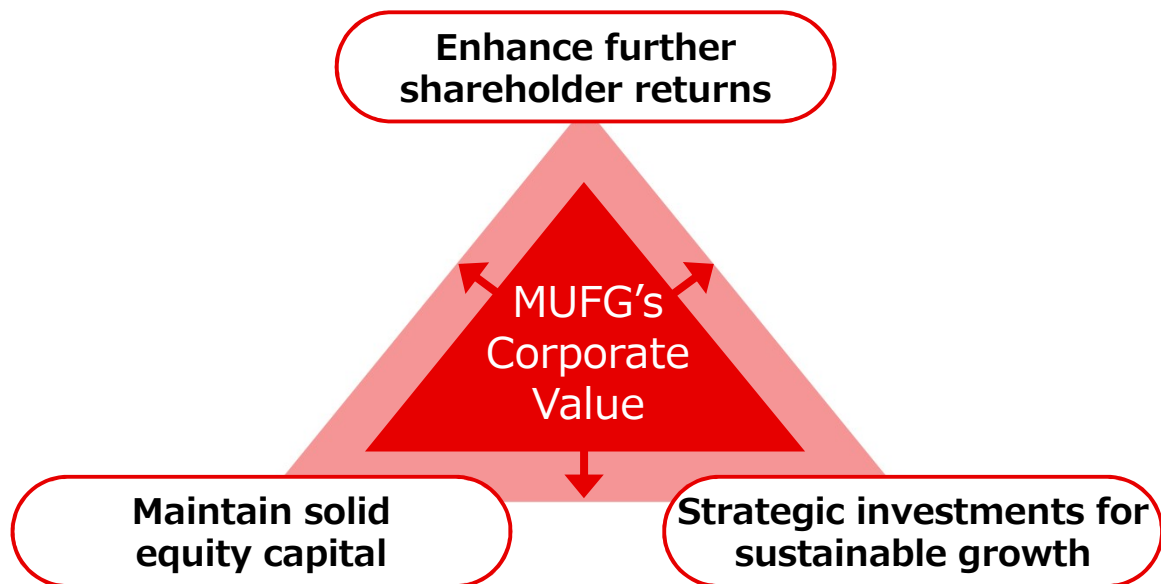 Enhance further
shareholder returns
MUFG’s
Corporate
Value
Maintain solid
equity capital
Strategic investments for
sustainable growth